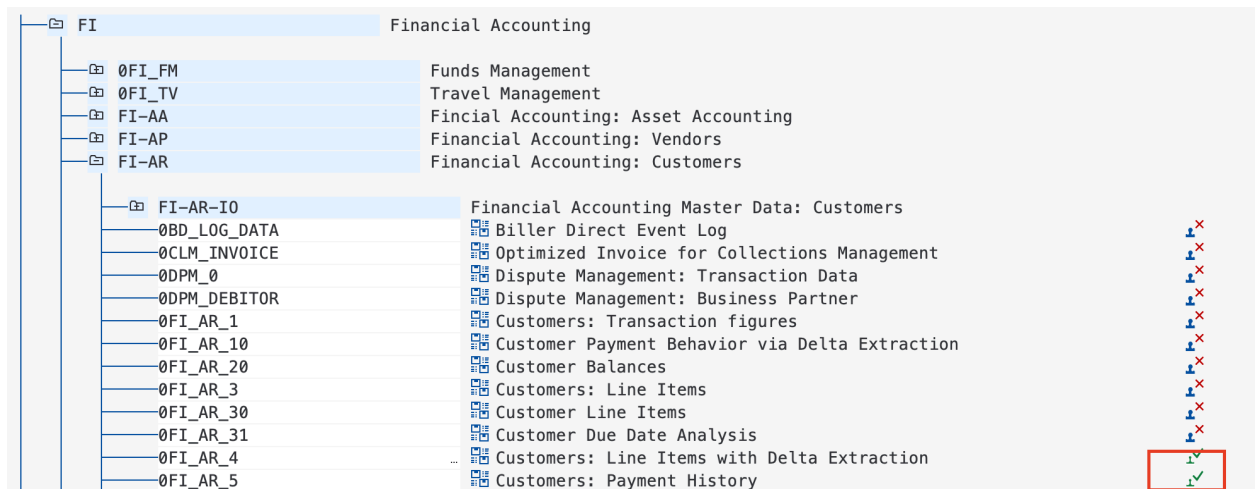 FI Financial Accounting
0FI_FM Funds Management
0FI_TV Travel Management
FI-AA Fincial Accounting: Asset Accounting
FI-AP Financial Accounting: Vendors
FI-AR Financial Accounting: Customers
FI-AR-IO Financial Accounting Master Data: Customers
0BD_LOG_DATA Biller Direct Event Log
0CLM_INVOICE Optimized Invoice for Collections Management
0DPM_0 Dispute Management: Transaction Data
0DPM_DEBITOR Dispute Management: Business Partner
0FI_AR_1 Customers: Transaction figures
0FI_AR_10 Customer Payment Behavior via Delta Extraction
0FI_AR_20 Customer Balances
0FI_AR_3 Customers: Line Items
0FI_AR_30 Customer Line Items
0FI_AR_31 Customer Due Date Analysis
0FI_AR_4 … Customers: Line Items with Delta Extraction
0FI_AR_5 Customers: Payment History